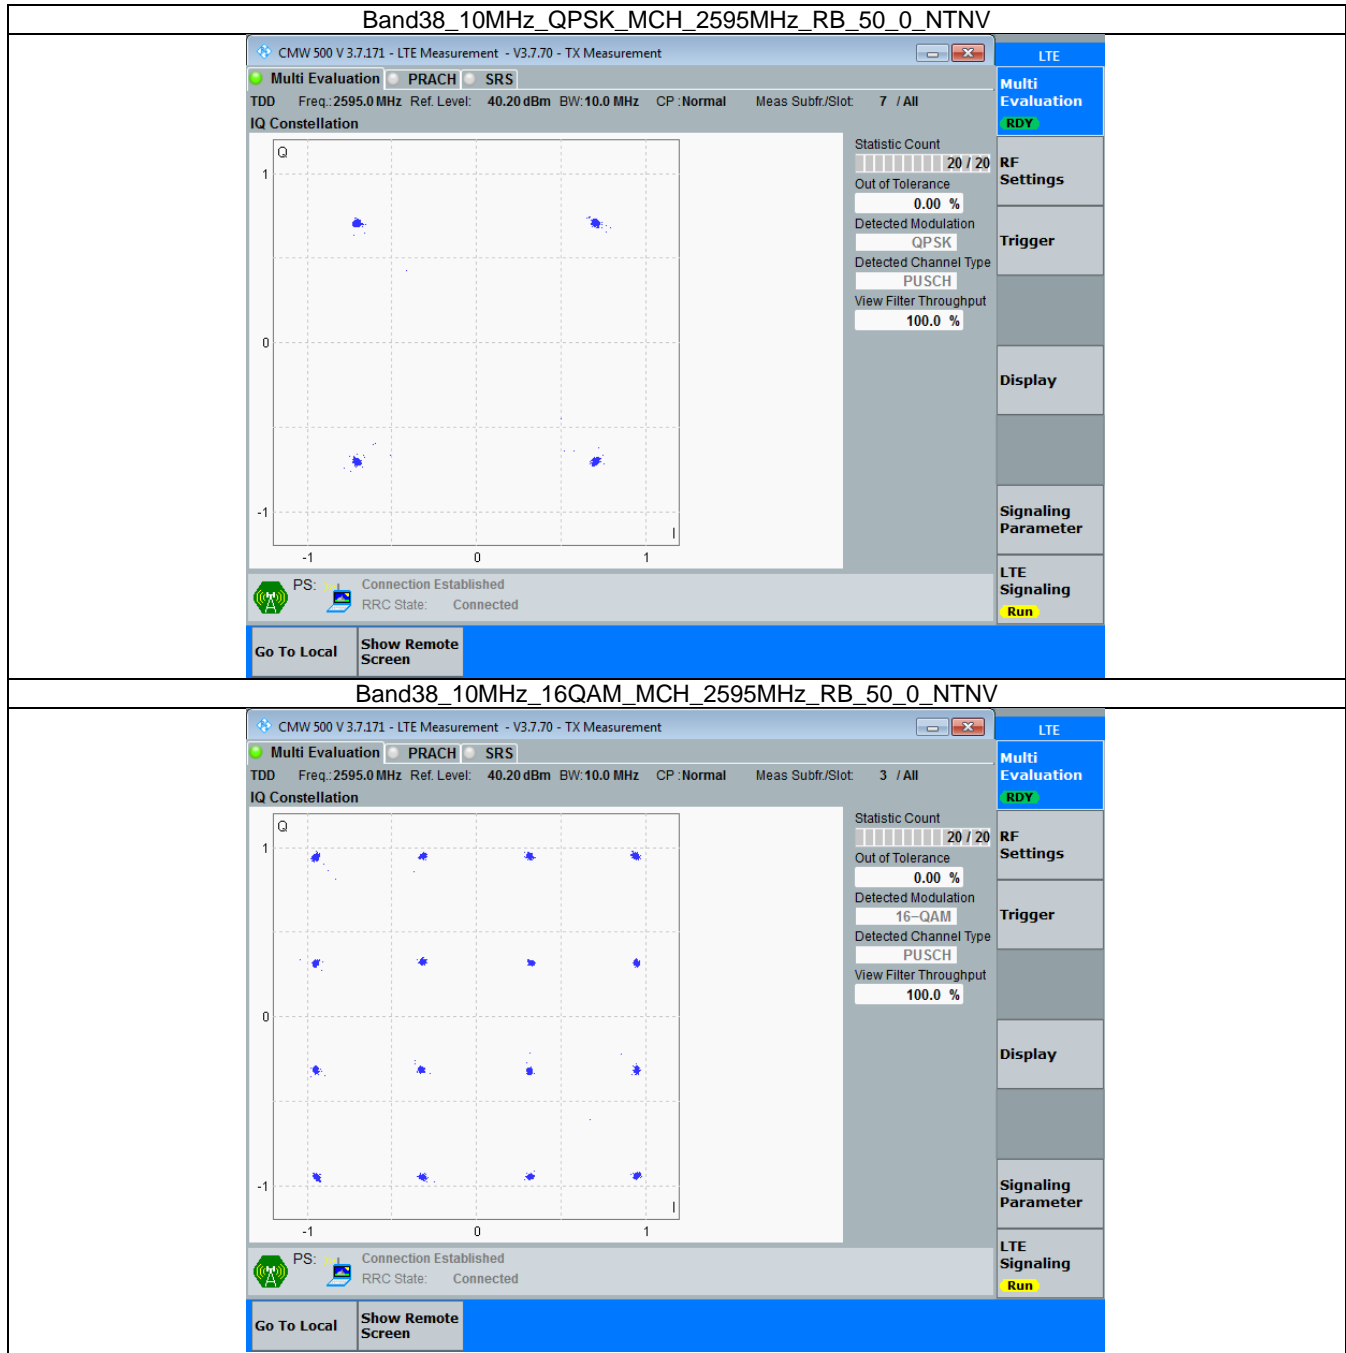 Band38_10MHz_QPSK_MCH_2595MHz_RB_50_0_NTNV
CMW 500 V 3.7.171 - LTE Measurement - V3.7.70 - TX Measurement
LTE
Multi Evaluation PRACH SRS
Multi
Evaluation
RDY
TDD Freq.:2595.0 MHz Ref. Level: 40.20 dBm BW:10.0 MHz CP :Normal Meas Subfr./Slot: 7 / All
IQ Constellation
Q
1
0
-1
I
-1 0 1
Statistic Count
20 / 20
Out of Tolerance
0.00 %
Detected Modulation
QPSK
Detected Channel Type
PUSCH
View Filter Throughput
100.0 %
RF
Settings
Trigger
Display
Signaling
Parameter
LTE
Signaling
Run
PS: Connection Established
RRC State: Connected
Go To Local
Show Remote
Screen
Band38_10MHz_16QAM_MCH_2595MHz_RB_50_0_NTNV
CMW 500 V 3.7.171 - LTE Measurement - V3.7.70 - TX Measurement
LTE
Multi Evaluation PRACH SRS
Multi
Evaluation
RDY
TDD Freq.:2595.0 MHz Ref. Level: 40.20 dBm BW:10.0 MHz CP :Normal Meas Subfr./Slot: 3 / All
IQ Constellation
Q
1
0
-1
I
-1 0 1
Statistic Count
20 / 20
Out of Tolerance
0.00 %
Detected Modulation
16-QAM
Detected Channel Type
PUSCH
View Filter Throughput
100.0 %
RF
Settings
Trigger
Display
Signaling
Parameter
LTE
Signaling
Run
PS: Connection Established
RRC State: Connected
Go To Local
Show Remote
Screen